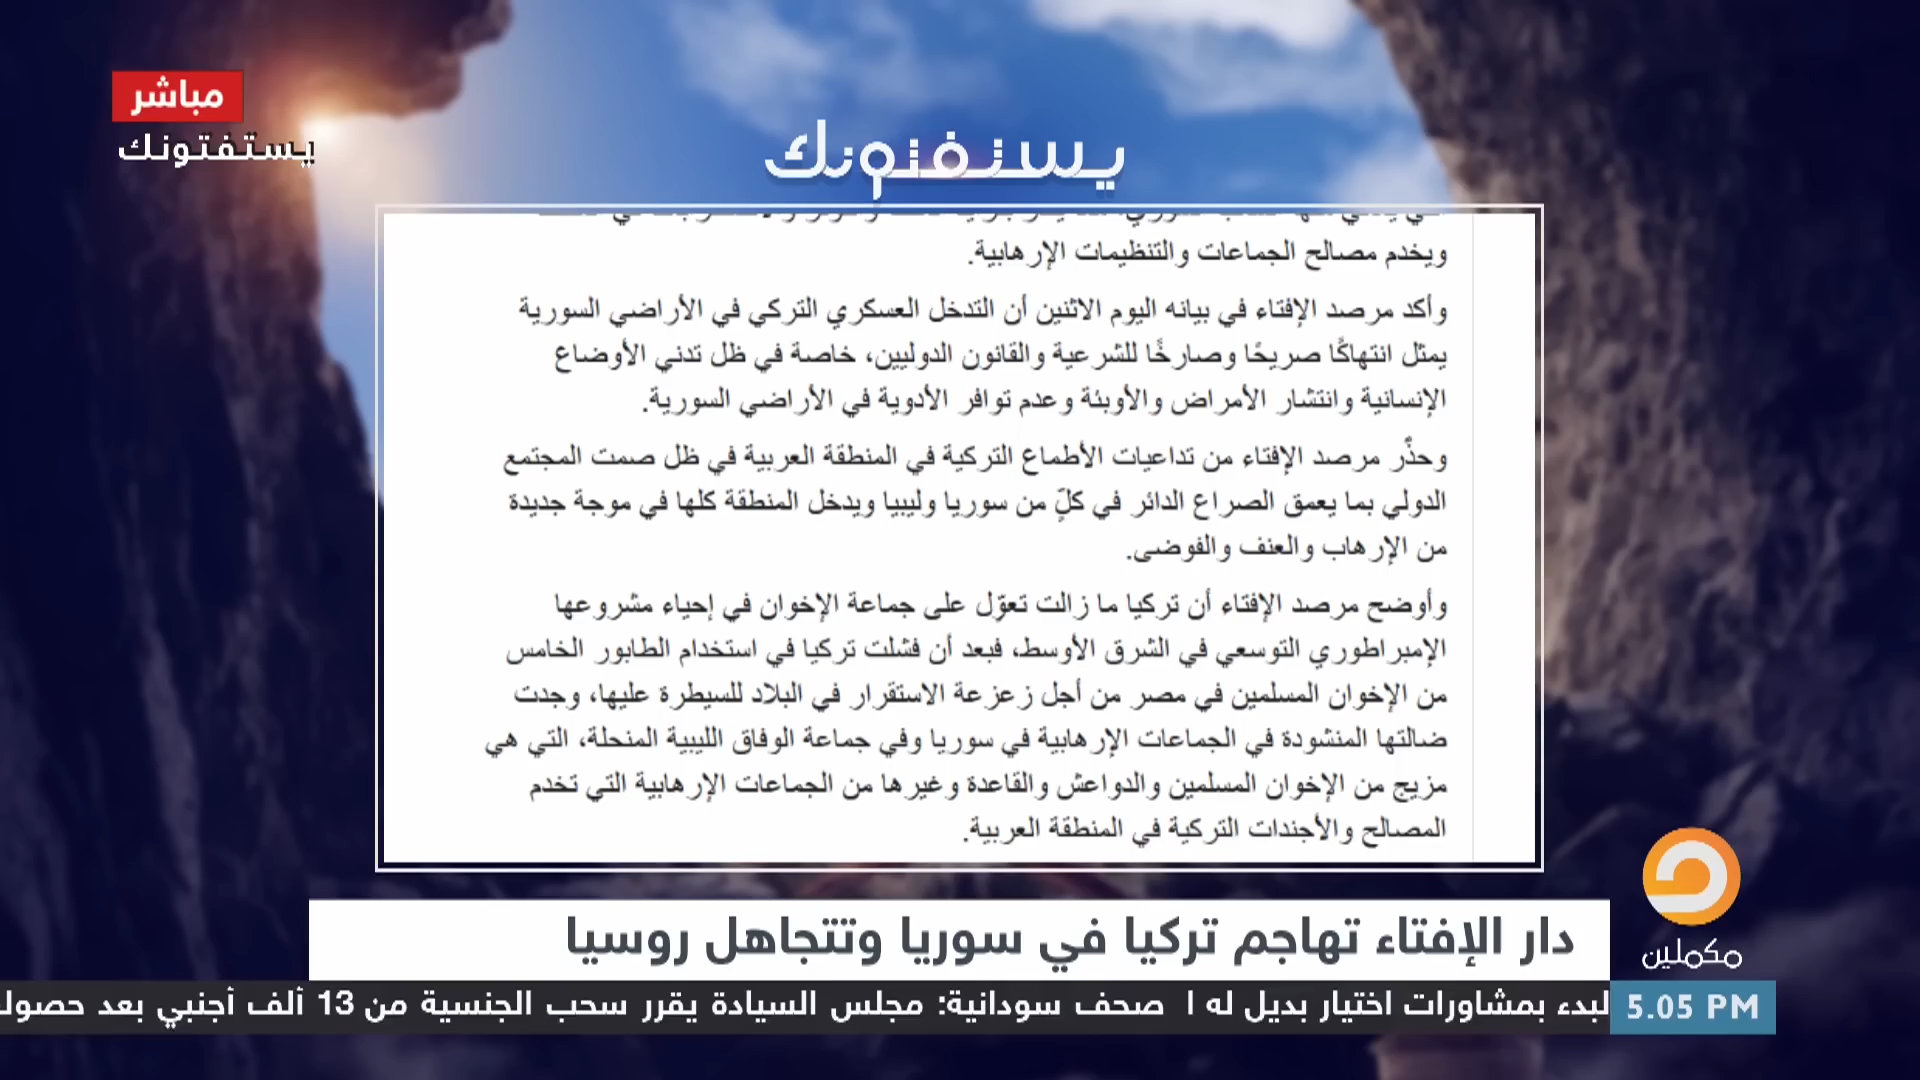 مباشر
يستفتونك
يستفتونك
ويخدم مصالح الجماعات والتنظيمات الإرهابية.
وأكد مرصد الإفتاء في بيانه اليوم الاثنين أن التدخل العسكري التركي في الأراضي السورية
يمثل انتهاكًا صريحًا وصارخًا للشرعية والقانون الدوليين، خاصة في ظل تدني الأوضاع
الإنسانية وانتشار الأمراض والأوبئة وعدم توافر الأدوية في الأراضي السورية.
وحذَّر مرصد الإفتاء من تداعيات الأطماع التركية في المنطقة العربية في ظل صمت المجتمع
الدولي بما يعمق الصراع الدائر في كلٍّ من سوريا وليبيا ويدخل المنطقة كلها في موجة جديدة
من الإرهاب والعنف والفوضى.
وأوضح مرصد الإفتاء أن تركيا ما زالت تعوِّل على جماعة الإخوان في إحياء مشروعها
الإمبراطوري التوسعي في الشرق الأوسط، فبعد أن فشلت تركيا في استخدام الطابور الخامس
من الإخوان المسلمين في مصر من أجل زعزعة الاستقرار في البلاد للسيطرة عليها، وجدت
ضالتها المنشودة في الجماعات الإرهابية في سوريا وفي جماعة الوفاق الليبية المنحلة، التي هي
مزيج من الإخوان المسلمين والدواعش والقاعدة وغيرها من الجماعات الإرهابية التي تخدم
المصالح والأجندات التركية في المنطقة العربية.
مكملين
دار الإفتاء تهاجم تركيا في سوريا وتتجاهل روسيا
لبدء بمشاورات اختيار بديل له | صحف سودانية: مجلس السيادة يقرر سحب الجنسية من 13 ألف أجنبي بعد حصول
5.05 PM